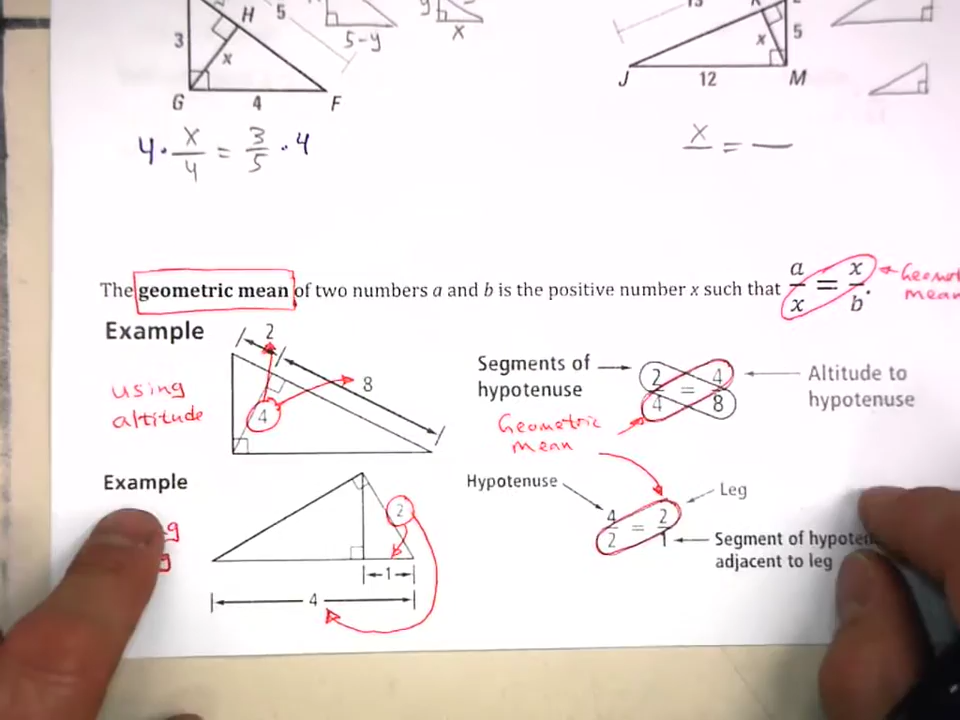 H 5
3
x
G 4 F
5-y
x
J 12 M
x 5
4 · x/4 = 3/5 · 4
x/ = —
The geometric mean of two numbers a and b is the positive number x such that a/x = x/b.
mean
Example
2
8
4
using
altitude
Segments of
hypotenuse
2/4 = 4/8
Altitude to
hypotenuse
Geometric
mean
Example
2
1
4
Hypotenuse
4/2 = 2/1
Leg
adjacent to leg
Segment of